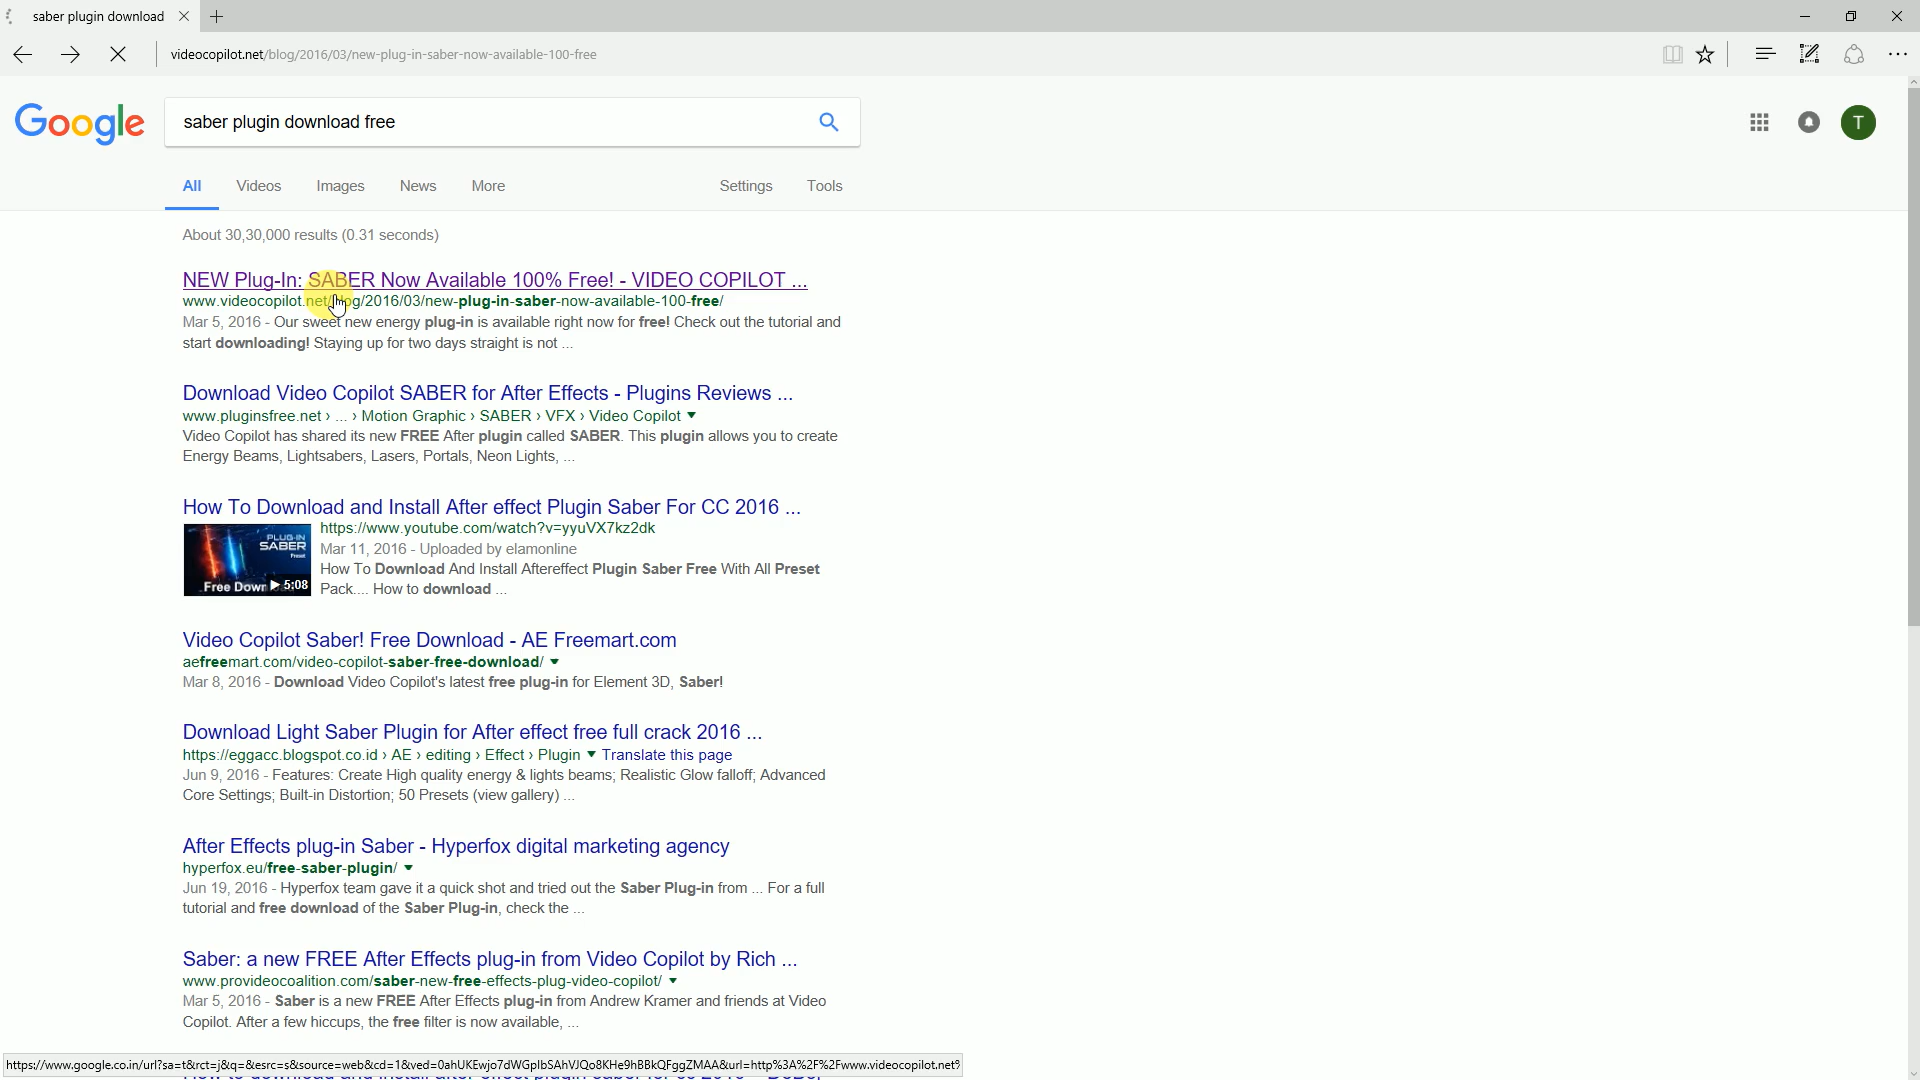 saber plugin download
videocopilot.net/blog/2016/03/new-plug-in-saber-now-available-100-free
Google
saber plugin download free
T
All Videos Images News More Settings Tools
About 30,30,000 results (0.31 seconds)
NEW Plug-In: SABER Now Available 100% Free! - VIDEO COPILOT ...
www.videocopilot.net/blog/2016/03/new-plug-in-saber-now-available-100-free/
Mar 5, 2016 - Our sweet new energy plug-in is available right now for free! Check out the tutorial and
start downloading! Staying up for two days straight is not ...
Download Video Copilot SABER for After Effects - Plugins Reviews ...
www.pluginsfree.net › ... › Motion Graphic › SABER › VFX › Video Copilot
Video Copilot has shared its new FREE After plugin called SABER. This plugin allows you to create
Energy Beams, Lightsabers, Lasers, Portals, Neon Lights, ...
How To Download and Install After effect Plugin Saber For CC 2016 ...
https://www.youtube.com/watch?v=yyuVX7kz2dk
PLUG-IN
SABER
Preset
Free Down
5:08
Mar 11, 2016 - Uploaded by elamonline
How To Download And Install Aftereffect Plugin Saber Free With All Preset
Pack.... How to download ...
Video Copilot Saber! Free Download - AE Freemart.com
aefreemart.com/video-copilot-saber-free-download/
Mar 8, 2016 - Download Video Copilot's latest free plug-in for Element 3D, Saber!
Download Light Saber Plugin for After effect free full crack 2016 ...
https://eggacc.blogspot.co.id › AE › editing › Effect › Plugin Translate this page
Jun 9, 2016 - Features: Create High quality energy & lights beams; Realistic Glow falloff; Advanced
Core Settings; Built-in Distortion; 50 Presets (view gallery) ...
After Effects plug-in Saber - Hyperfox digital marketing agency
hyperfox.eu/free-saber-plugin/
Jun 19, 2016 - Hyperfox team gave it a quick shot and tried out the Saber Plug-in from ... For a full
tutorial and free download of the Saber Plug-in, check the ...
Saber: a new FREE After Effects plug-in from Video Copilot by Rich ...
www.provideocoalition.com/saber-new-free-effects-plug-video-copilot/
Mar 5, 2016 - Saber is a new FREE After Effects plug-in from Andrew Kramer and friends at Video
Copilot. After a few hiccups, the free filter is now available, ...
https://www.google.co.in/url?sa=t&rct=j&q=&esrc=s&source=web&cd=1&ved=0ahUKEwjo7dWGplbSAhVJQo8KHe9hBBkQFggZMAA&url=http%3A%2F%2Fwww.videocopilot.net%